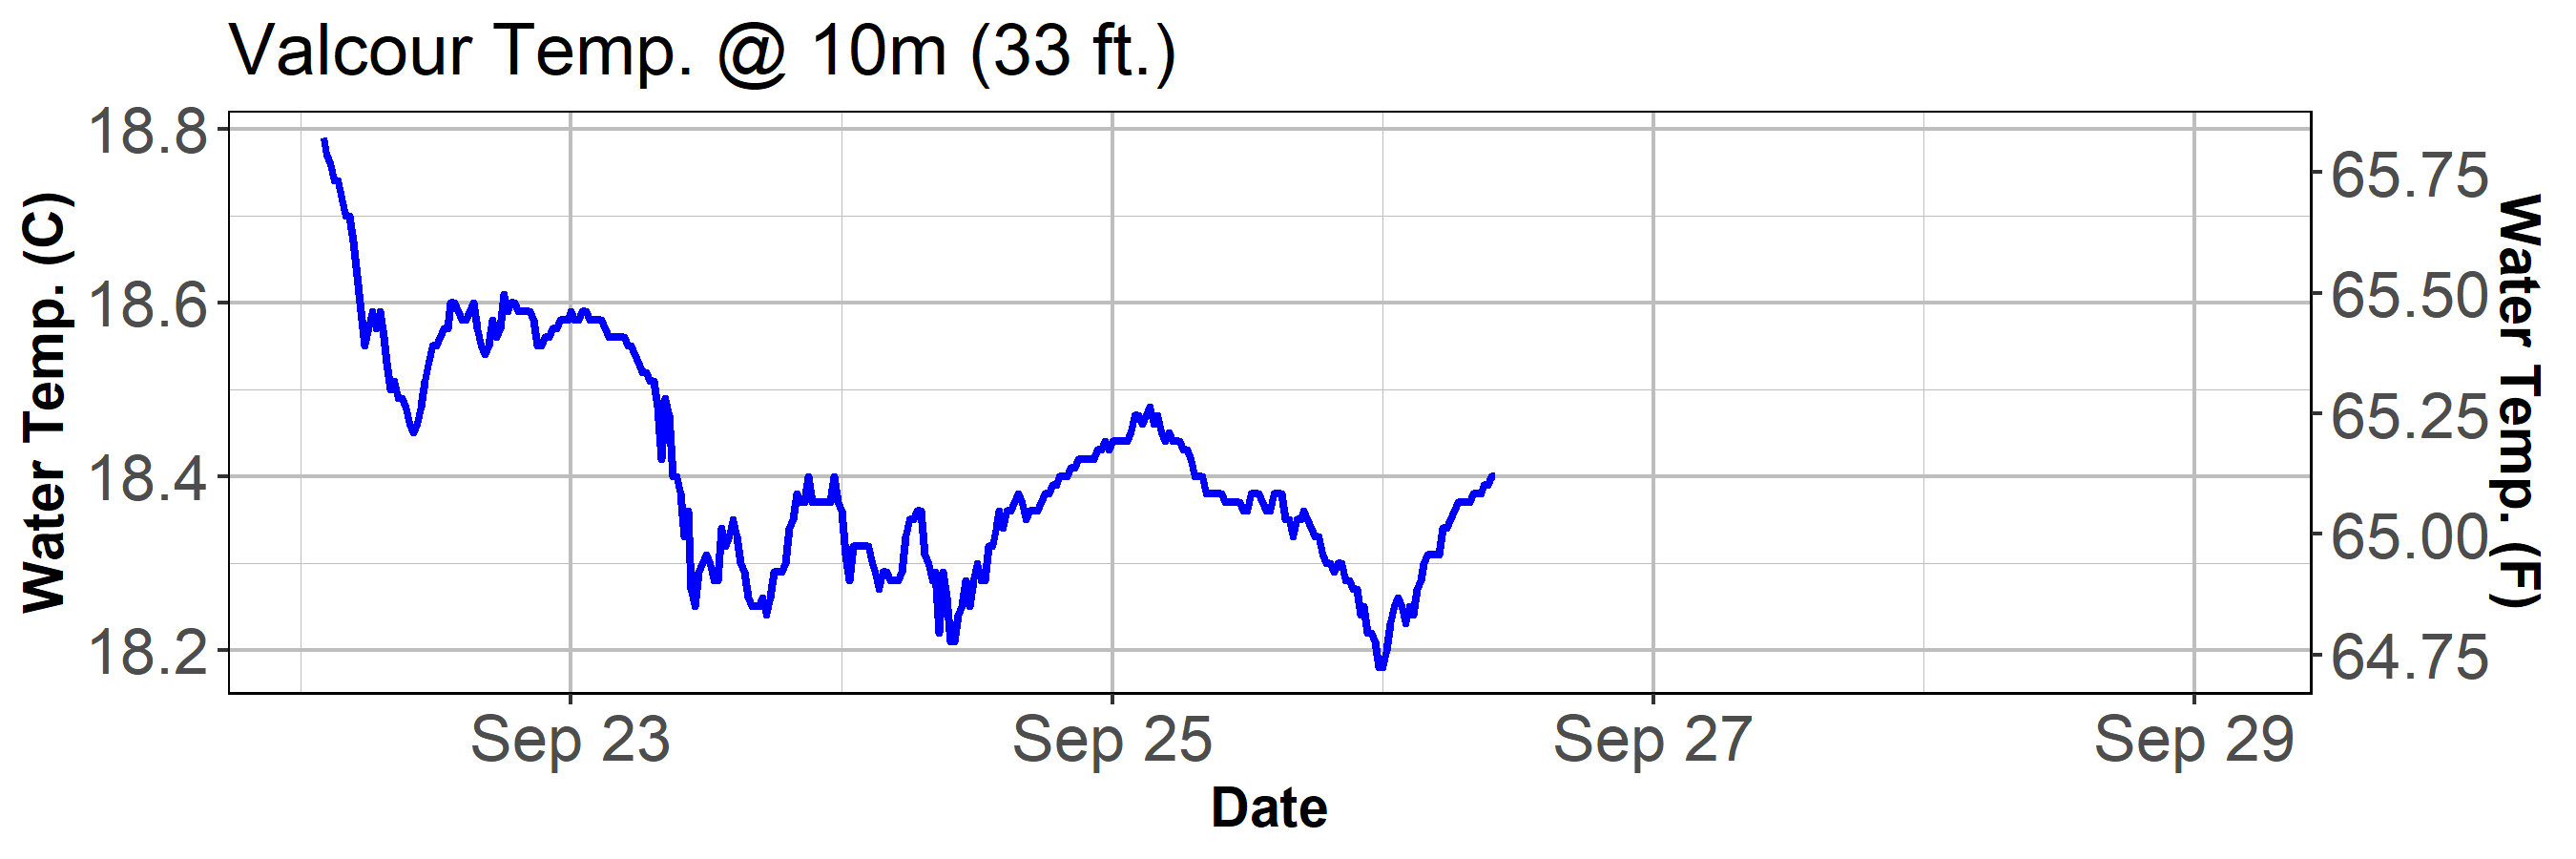 Valcour Temp. @ 10m (33 ft.)
Water Temp. (C)
18.8
18.6
18.4
18.2
65.75
65.50
65.25
65.00
64.75
Water Temp. (F)
Sep 23 Sep 25 Sep 27 Sep 29
Date